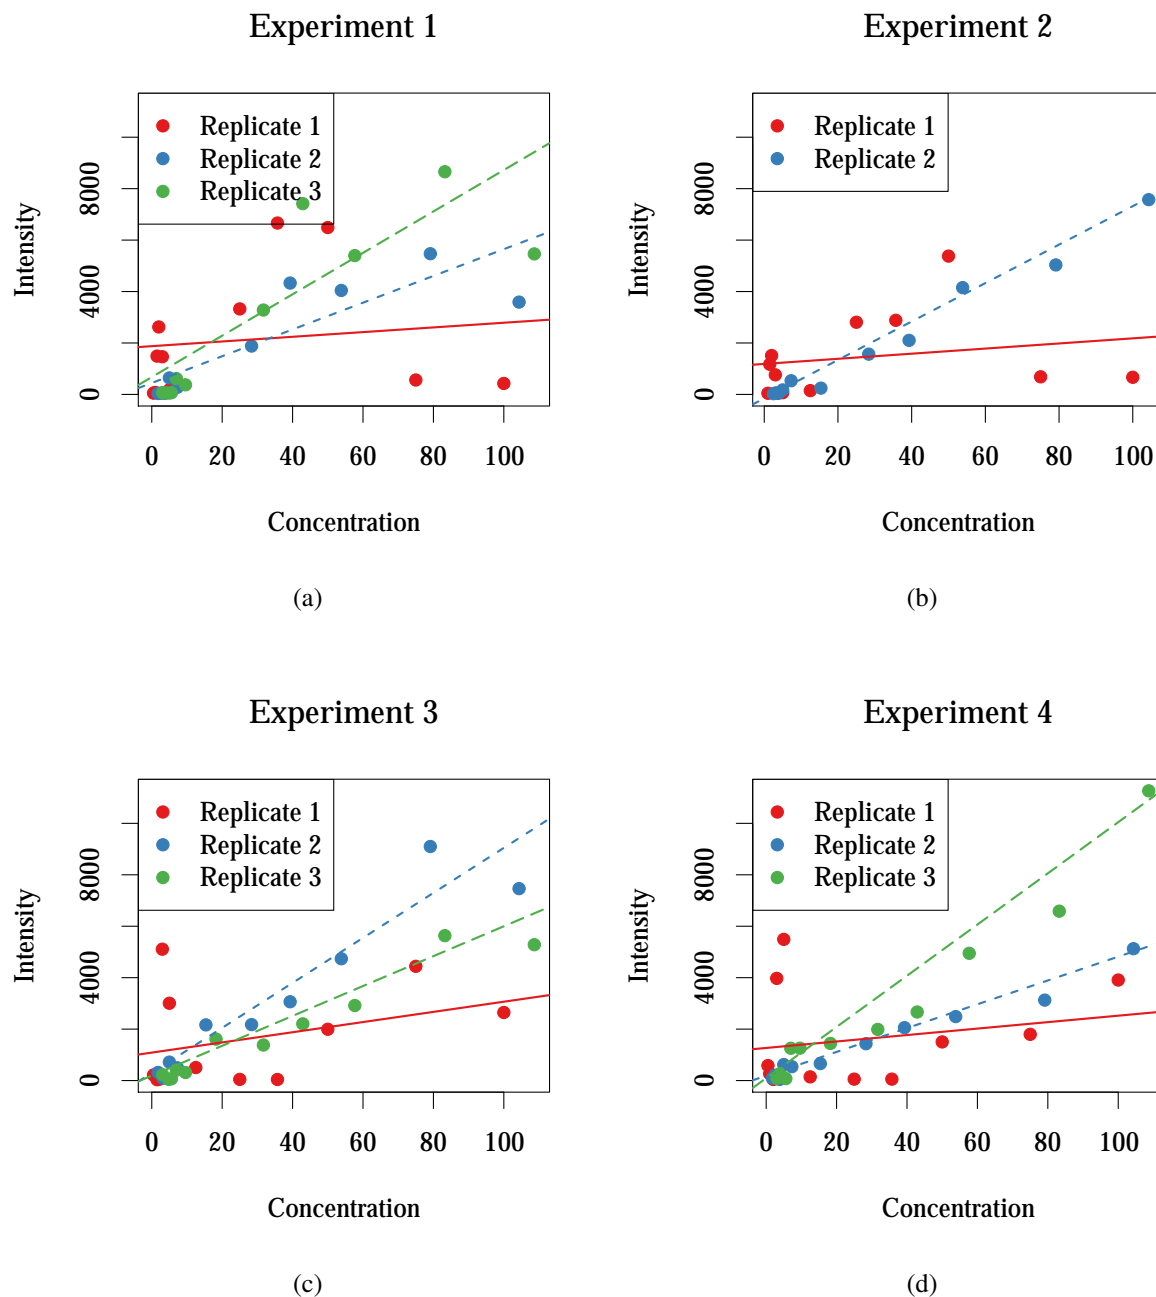 Experiment 1
Replicate 1
Replicate 2
Replicate 3
Intensity
0 4000 8000
0 20 40 60 80 100
Concentration
(a)
Experiment 2
Replicate 1
Replicate 2
Intensity
0 4000 8000
0 20 40 60 80 100
Concentration
(b)
Experiment 3
Replicate 1
Replicate 2
Replicate 3
Intensity
0 4000 8000
0 20 40 60 80 100
Concentration
(c)
Experiment 4
Replicate 1
Replicate 2
Replicate 3
Intensity
0 4000 8000
0 20 40 60 80 100
Concentration
(d)